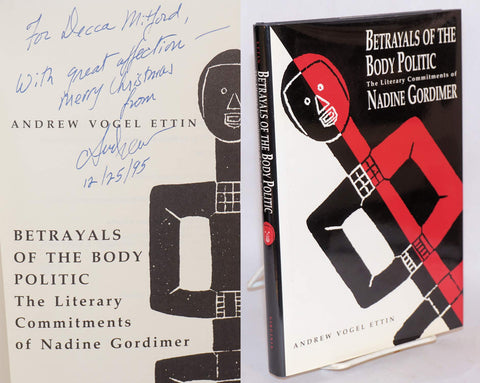 For Decca Mitford,
With great affection —
Merry Christmas
from
ANDREW VOGEL ETTIN
Andrew
12/25/95
BETRAYALS
OF THE BODY
POLITIC
The Literary
Commitments
of Nadine Gordimer
BETRAYALS OF THE BODY POLITIC
BETRAYALS OF THE
BODY POLITIC
The Literary Commitments of
NADINE GORDIMER
ANDREW VOGEL ETTIN